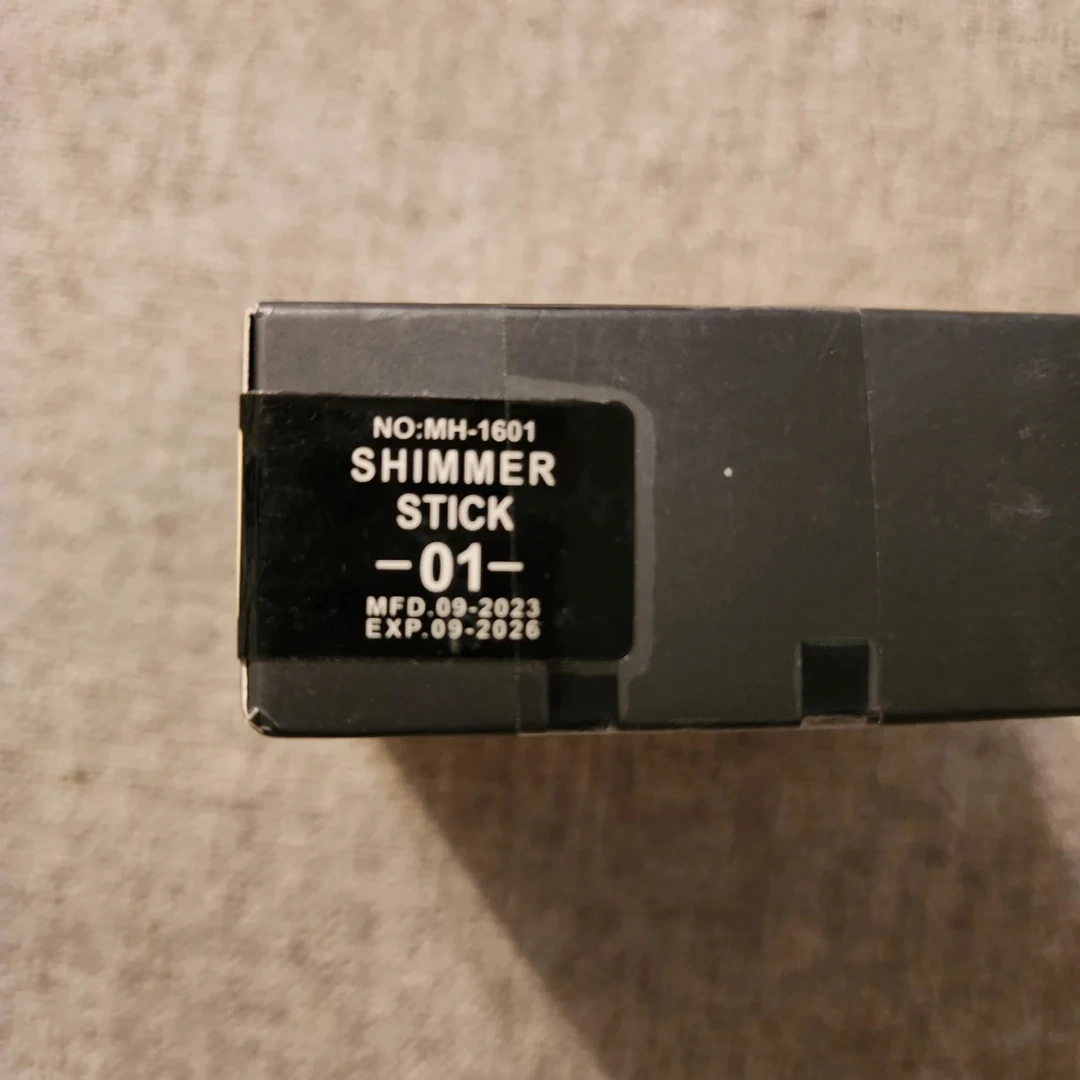 NO:MH-1601
SHIMMER
STICK
-01-
MFD.09-2023
EXP.09-2026